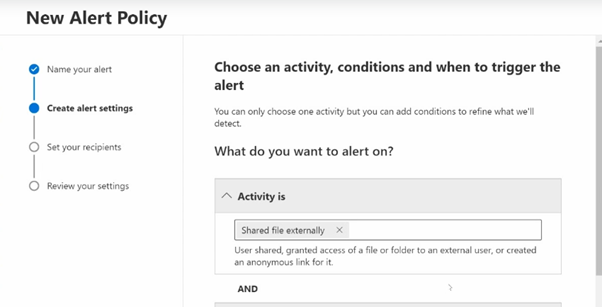 New Alert Policy
Name your alert
Create alert settings
Set your recipients
Review your settings
Choose an activity, conditions and when to trigger the
alert
You can only choose one activity but you can add conditions to refine what we'll
detect.
What do you want to alert on?
Activity is
Shared file externally ×
User shared, granted access of a file or folder to an external user, or created
an anonymous link for it.
AND